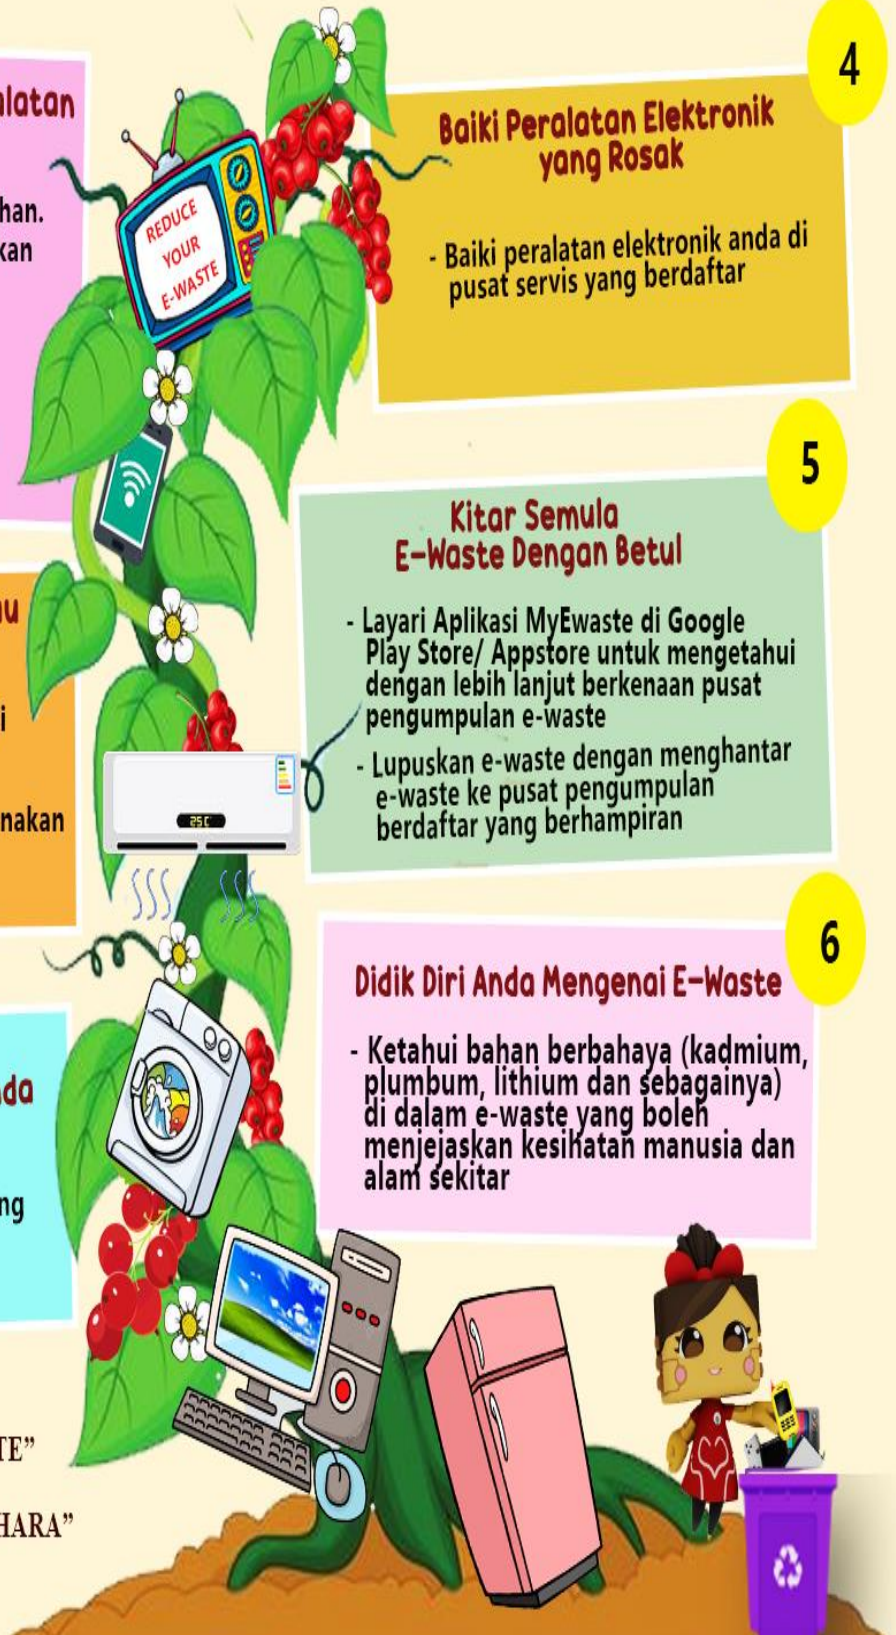 alatan
han.
kan
nakan
ng
TE”
HARA”
REDUCE
YOUR
E-WASTE
25C
4
Baiki Peralatan Elektronik
yang Rosak
- Baiki peralatan elektronik anda di
pusat servis yang berdaftar
5
Kitar Semula
E-Waste Dengan Betul
- Layari Aplikasi MyEwaste di Google
Play Store/ Appstore untuk mengetahui
dengan lebih lanjut berkenaan pusat
pengumpulan e-waste
- Lupuskan e-waste dengan menghantar
e-waste ke pusat pengumpulan
berdaftar yang berhampiran
6
Didik Diri Anda Mengenai E-Waste
- Ketahui bahan berbahaya (kadmium,
plumbum, lithium dan sebagainya)
di dalam e-waste yang boleh
menjejaskan kesihatan manusia dan
alam sekitar